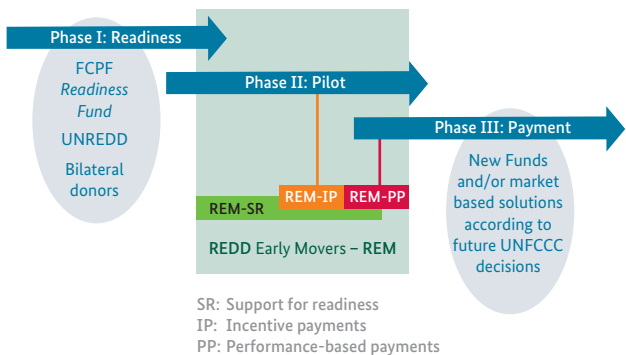 Phase I: Readiness
FCPF
Readiness
Fund
UNREDD
Bilateral
donors
Phase II: Pilot
Phase III: Payment
New Funds
and/or market
based solutions
according to
future UNFCCC
decisions
REM-SR
REM-IP
REM-PP
REDD Early Movers – REM
SR: Support for readiness
IP: Incentive payments
PP: Performance-based payments